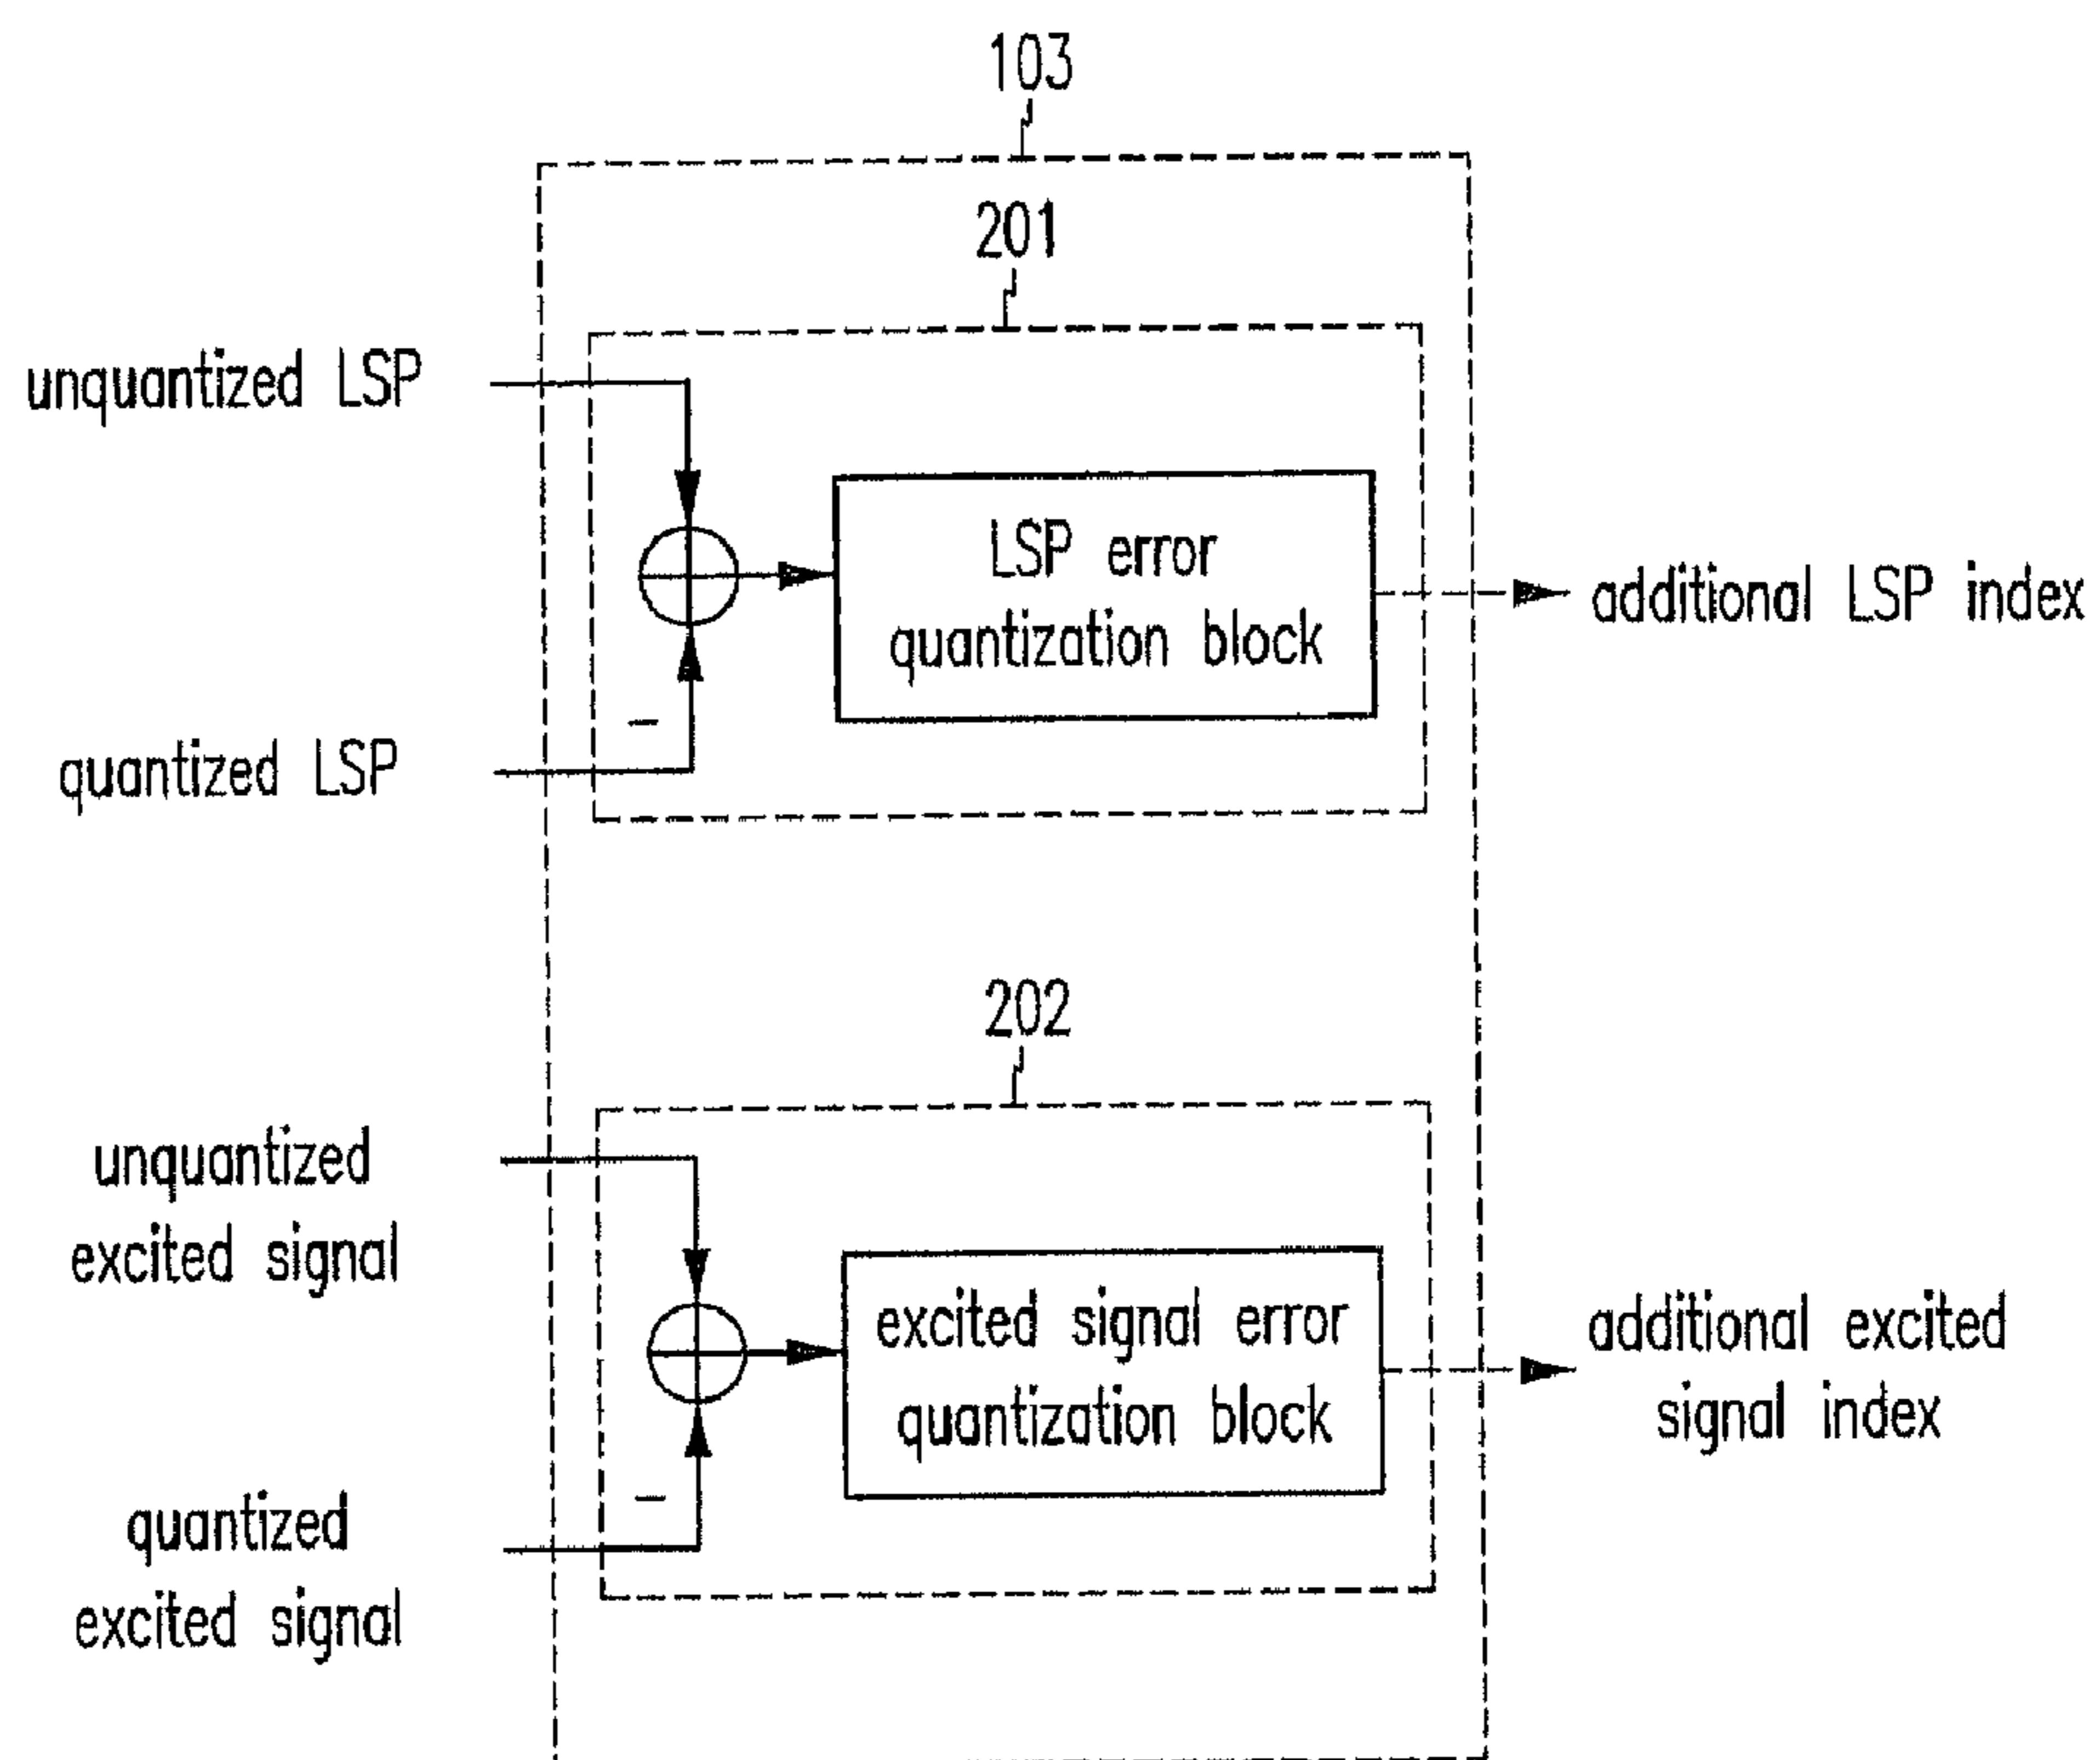 103
201
unquantized LSP
LSP error
quantization block
additional LSP index
–
quantized LSP
202
unquantized
excited signal
excited signal error
quantization block
additional excited
signal index
–
quantized
excited signal